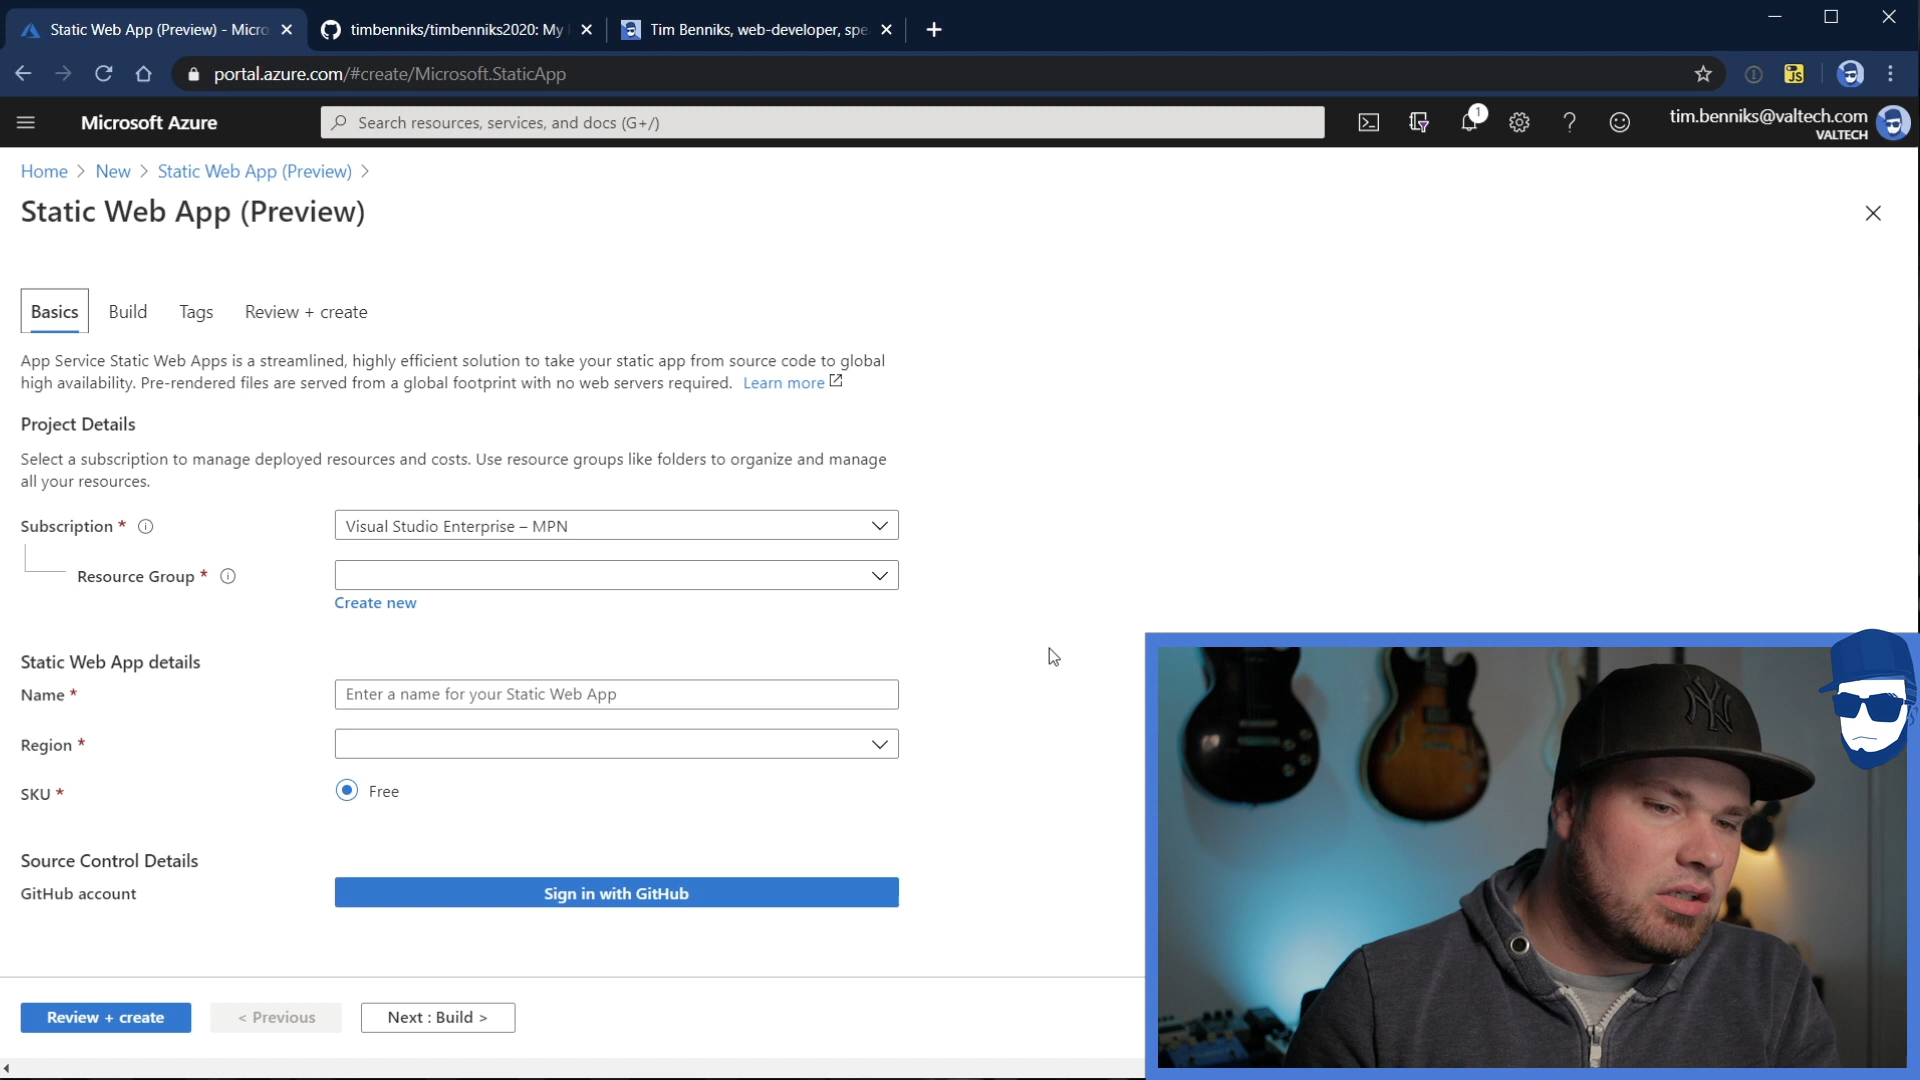 Static Web App (Preview) - Micro
timbenniks/timbenniks2020: My
Tim Benniks, web-developer, spe
portal.azure.com/#create/Microsoft.StaticApp
JS
Microsoft Azure
Search resources, services, and docs (G+/)
1
tim.benniks@valtech.com
VALTECH
Home > New > Static Web App (Preview) >
Static Web App (Preview)
Basics
Build
Tags
Review + create
App Service Static Web Apps is a streamlined, highly efficient solution to take your static app from source code to global
high availability. Pre-rendered files are served from a global footprint with no web servers required. Learn more
Project Details
Select a subscription to manage deployed resources and costs. Use resource groups like folders to organize and manage
all your resources.
Subscription *
Visual Studio Enterprise – MPN
Resource Group *
Create new
Static Web App details
Name *
Enter a name for your Static Web App
Region *
SKU *
Free
Source Control Details
GitHub account
Sign in with GitHub
Review + create
< Previous
Next : Build >
NY